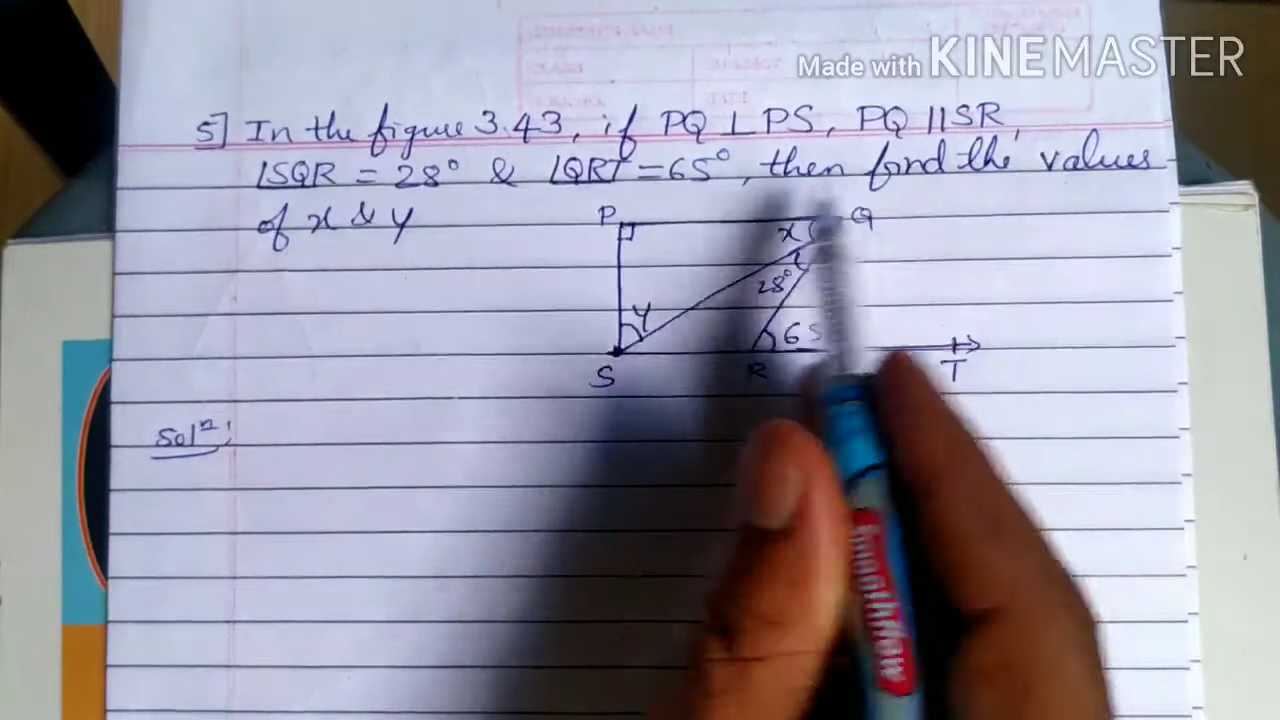 Made with KINEMASTER
5] In the figure 3.43, if PQ ⊥ PS, PQ || SR,
∠SQR = 28° & ∠QRT = 65°, then find the values
of x & y
P Q
x
28°
y
65
S R T
Solⁿ: